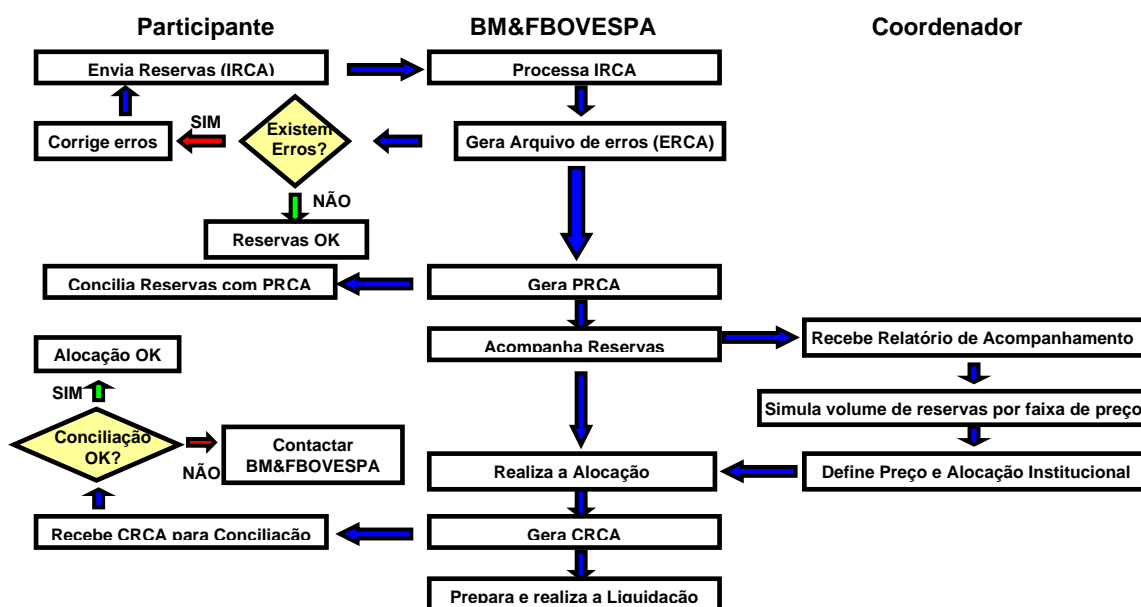 Participante
BM&FBOVESPA
Coordenador
Envia Reservas (IRCA)
Processa IRCA
SIM
Existem
Erros?
Corrige erros
Gera Arquivo de erros (ERCA)
NÃO
Reservas OK
Concilia Reservas com PRCA
Gera PRCA
Acompanha Reservas
Recebe Relatório de Acompanhamento
Alocação OK
SIM
Simula volume de reservas por faixa de preço
Conciliação
OK?
NÃO
Contactar
BM&FBOVESPA
Realiza a Alocação
Define Preço e Alocação Institucional
Recebe CRCA para Conciliação
Gera CRCA
Prepara e realiza a Liquidação